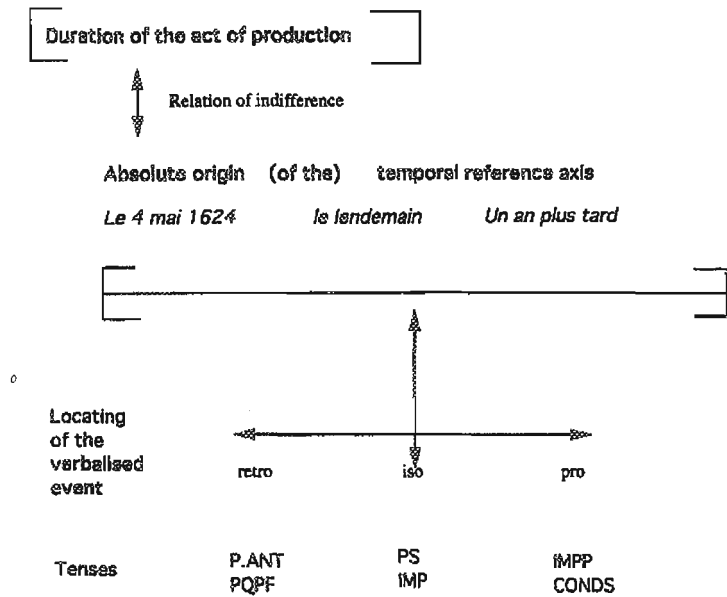 Duration of the act of production
Relation of indifference
Absolute origin (of the) temporal reference axis
Le 4 mai 1624 le lendemain Un an plus tard
Locating
of the
verbalised
event
retro iso pro
Tenses P.ANT PS IMPP
PQPF IMP CONDS